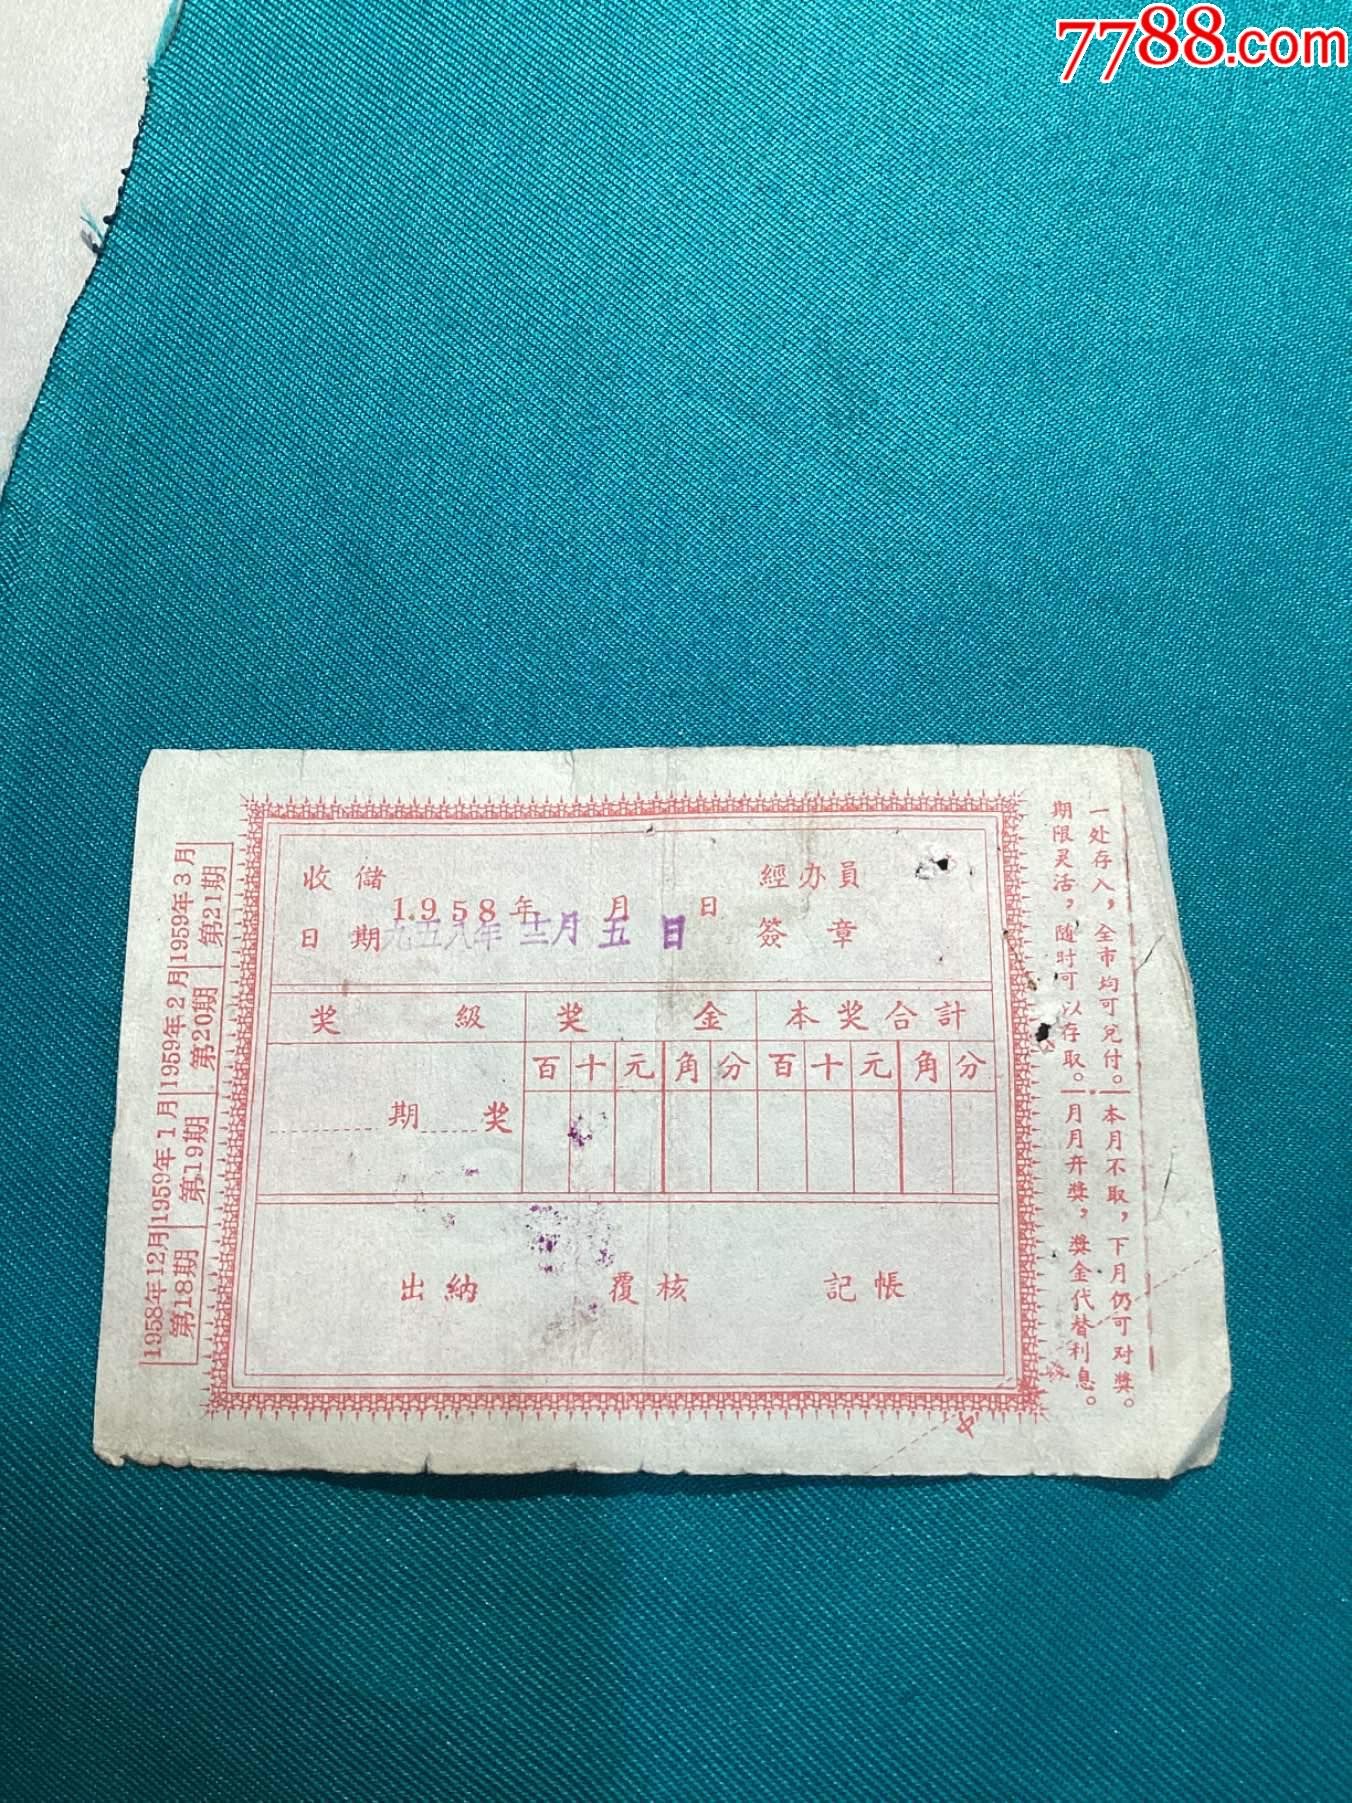 7788.com
收儲
日期
1958年 月 日
九五八年 十二月 五 日
經办員
簽章
奖級 奖金 本奖合計
百 十 元 角 分 百 十 元 角 分
期 奖
出納 覆核 記帳
1958年12月 1959年1月 1959年2月 1959年3月
第18期 第19期 第20期 第21期
一处存入，全市均可兑付。本月不取，下月仍可对獎。
期限灵活，随时可以存取。月月开獎，獎金代替利息。